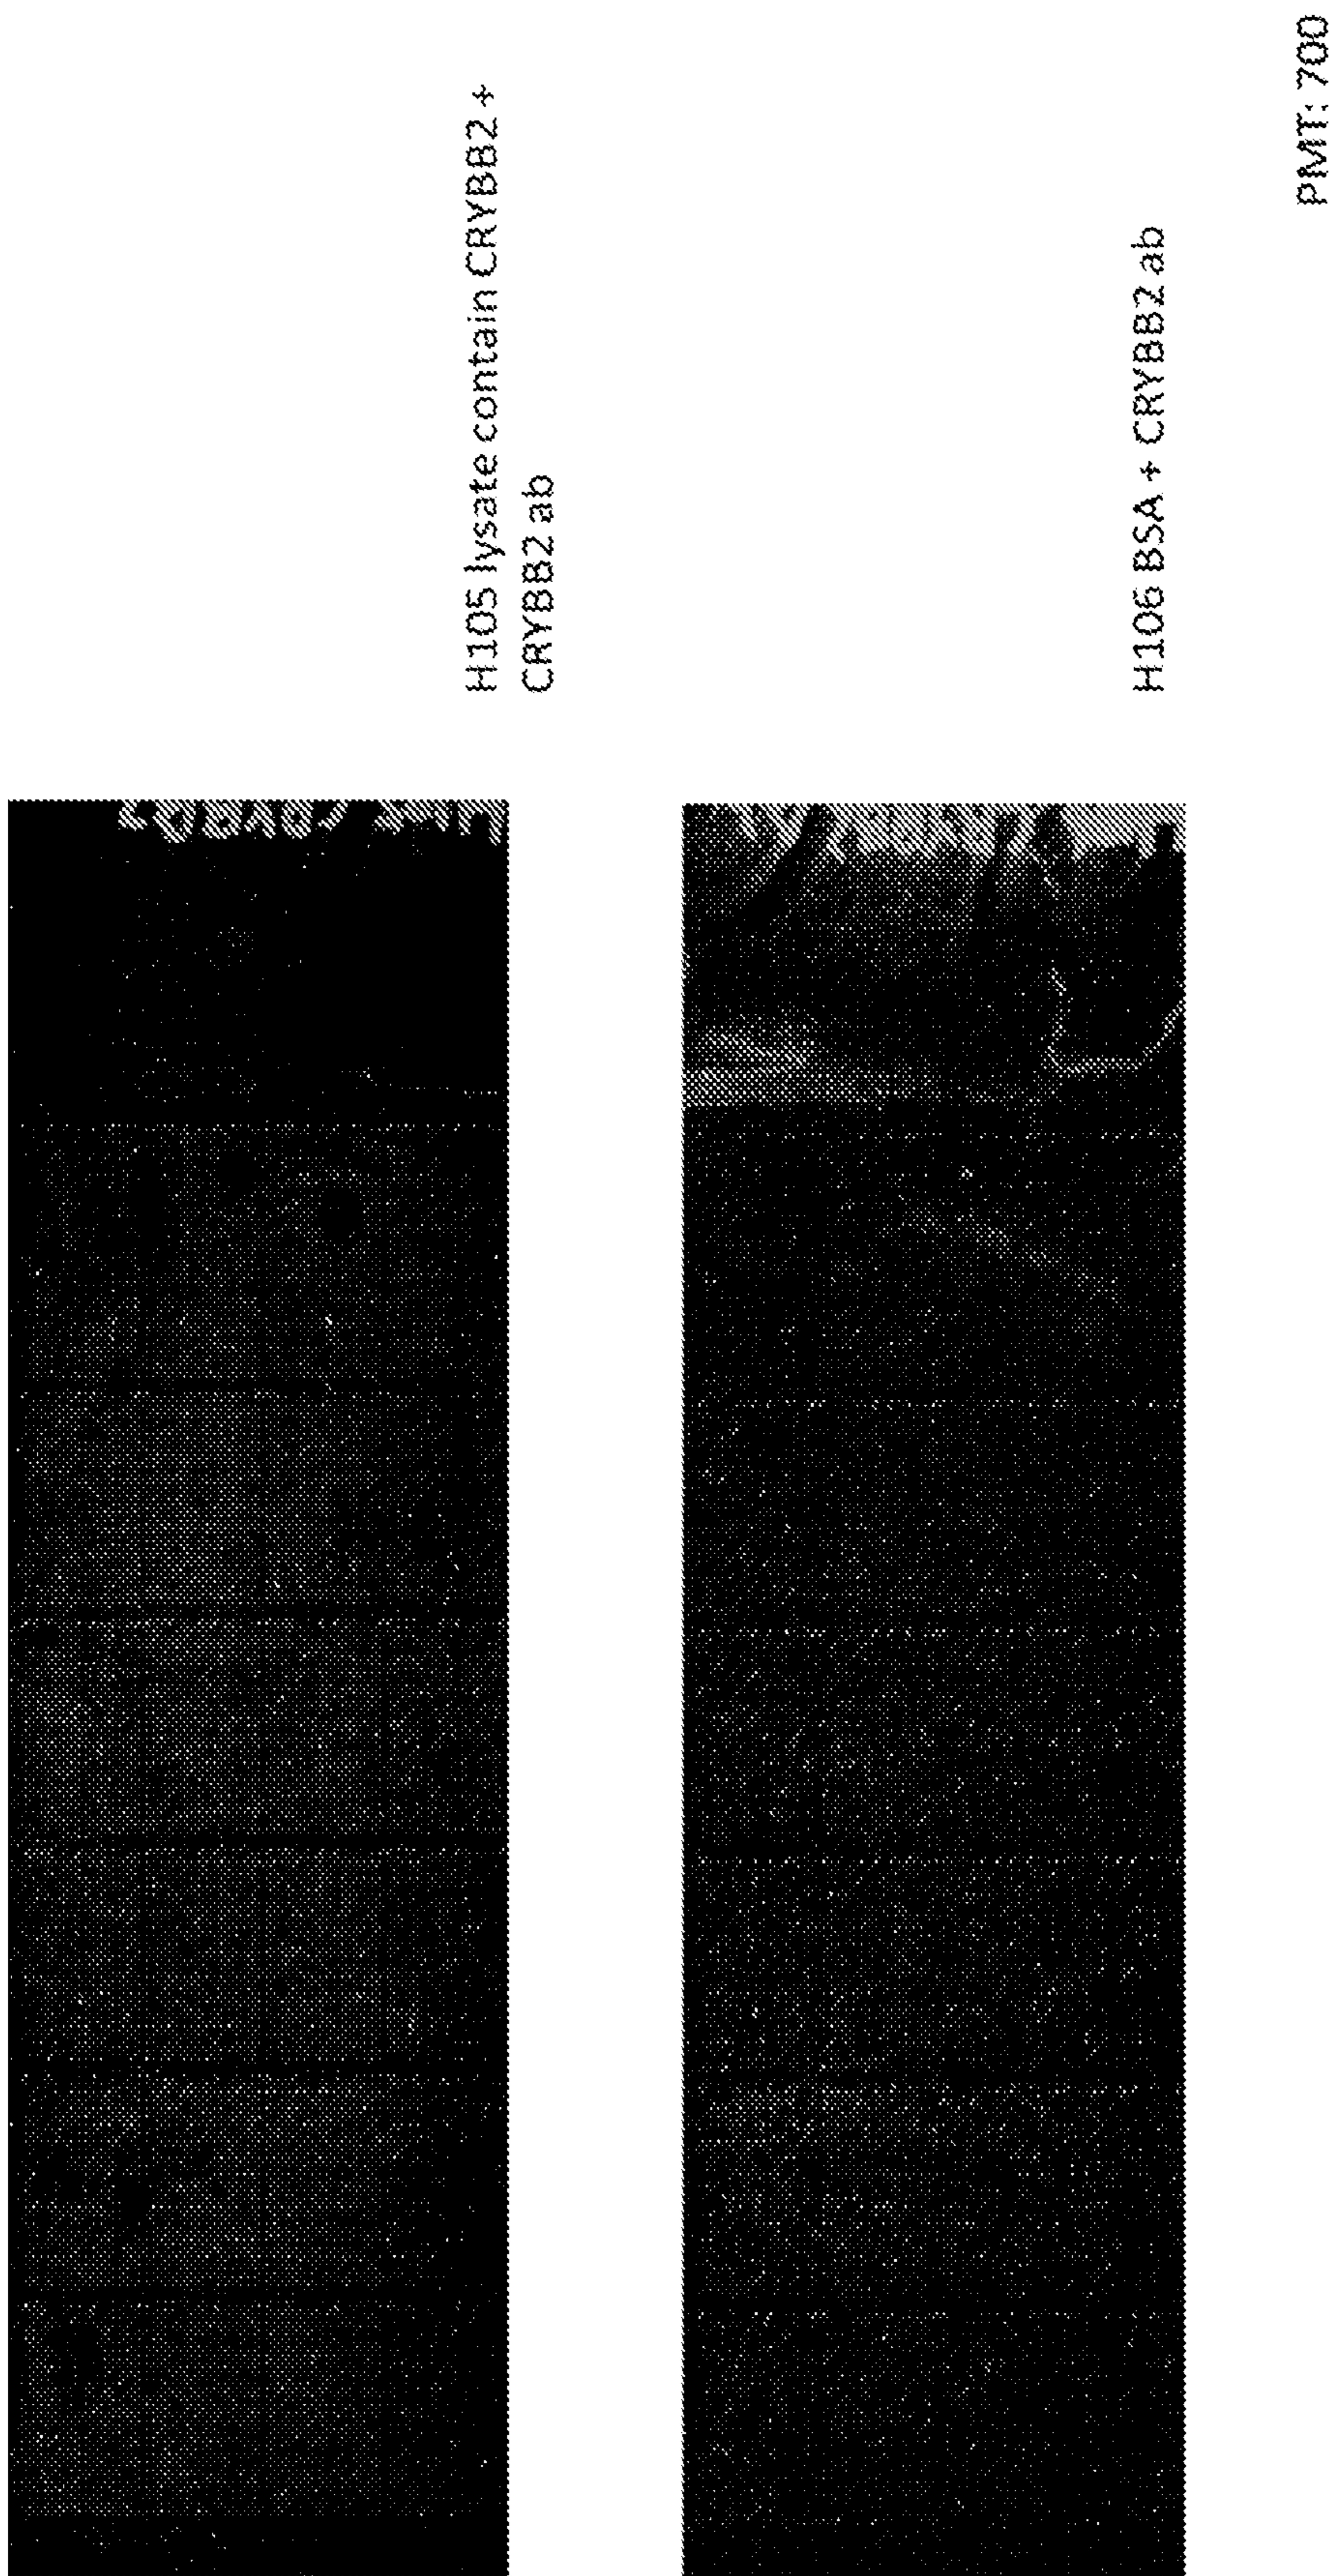 H105 lysate contain CRYBB2 +
CRYBB2 ab
H106 BSA + CRYBB2 ab
PMT: 700